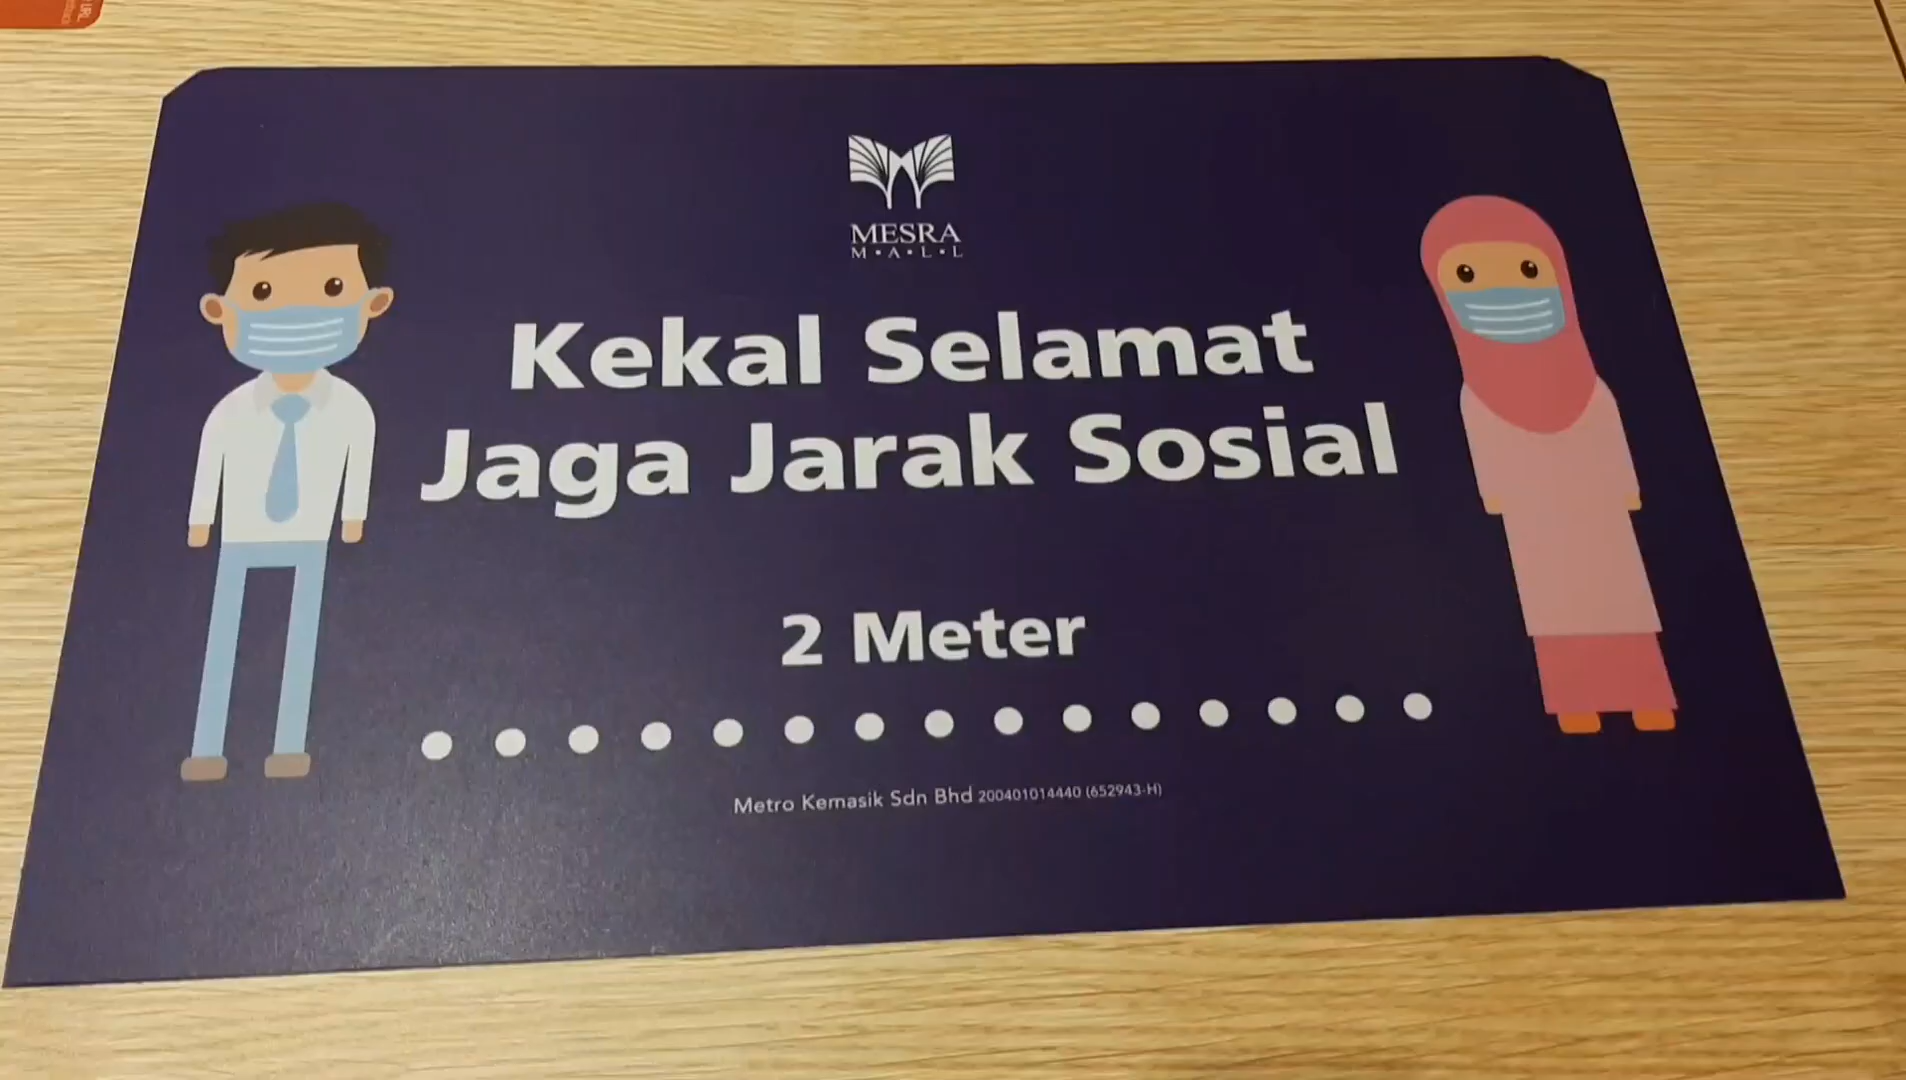 MESRA
M•A•L•L
Kekal Selamat
Jaga Jarak Sosial
2 Meter
Metro Kemasik Sdn Bhd 200401014440 (652943-H)